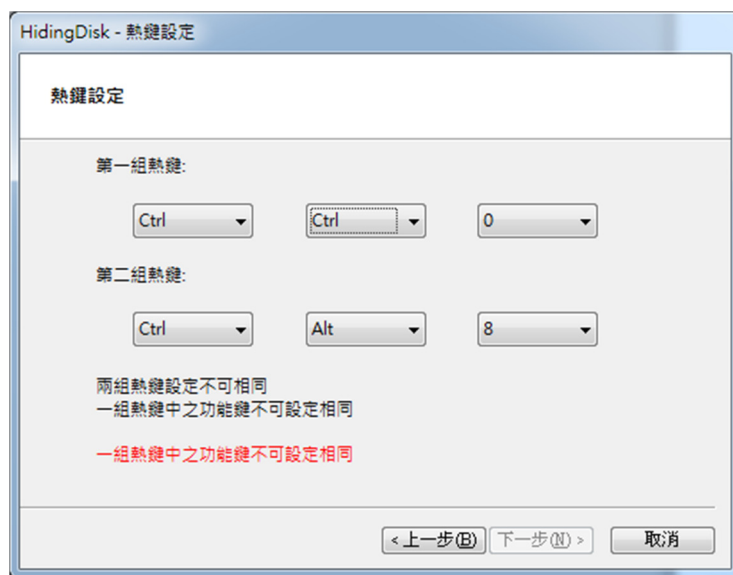 HidingDisk - 熱鍵設定
熱鍵設定
第一組熱鍵:
Ctrl Ctrl 0
第二組熱鍵:
Ctrl Alt 8
兩組熱鍵設定不可相同
一組熱鍵中之功能鍵不可設定相同
一組熱鍵中之功能鍵不可設定相同
<上一步(B) 下一步(N)> 取消